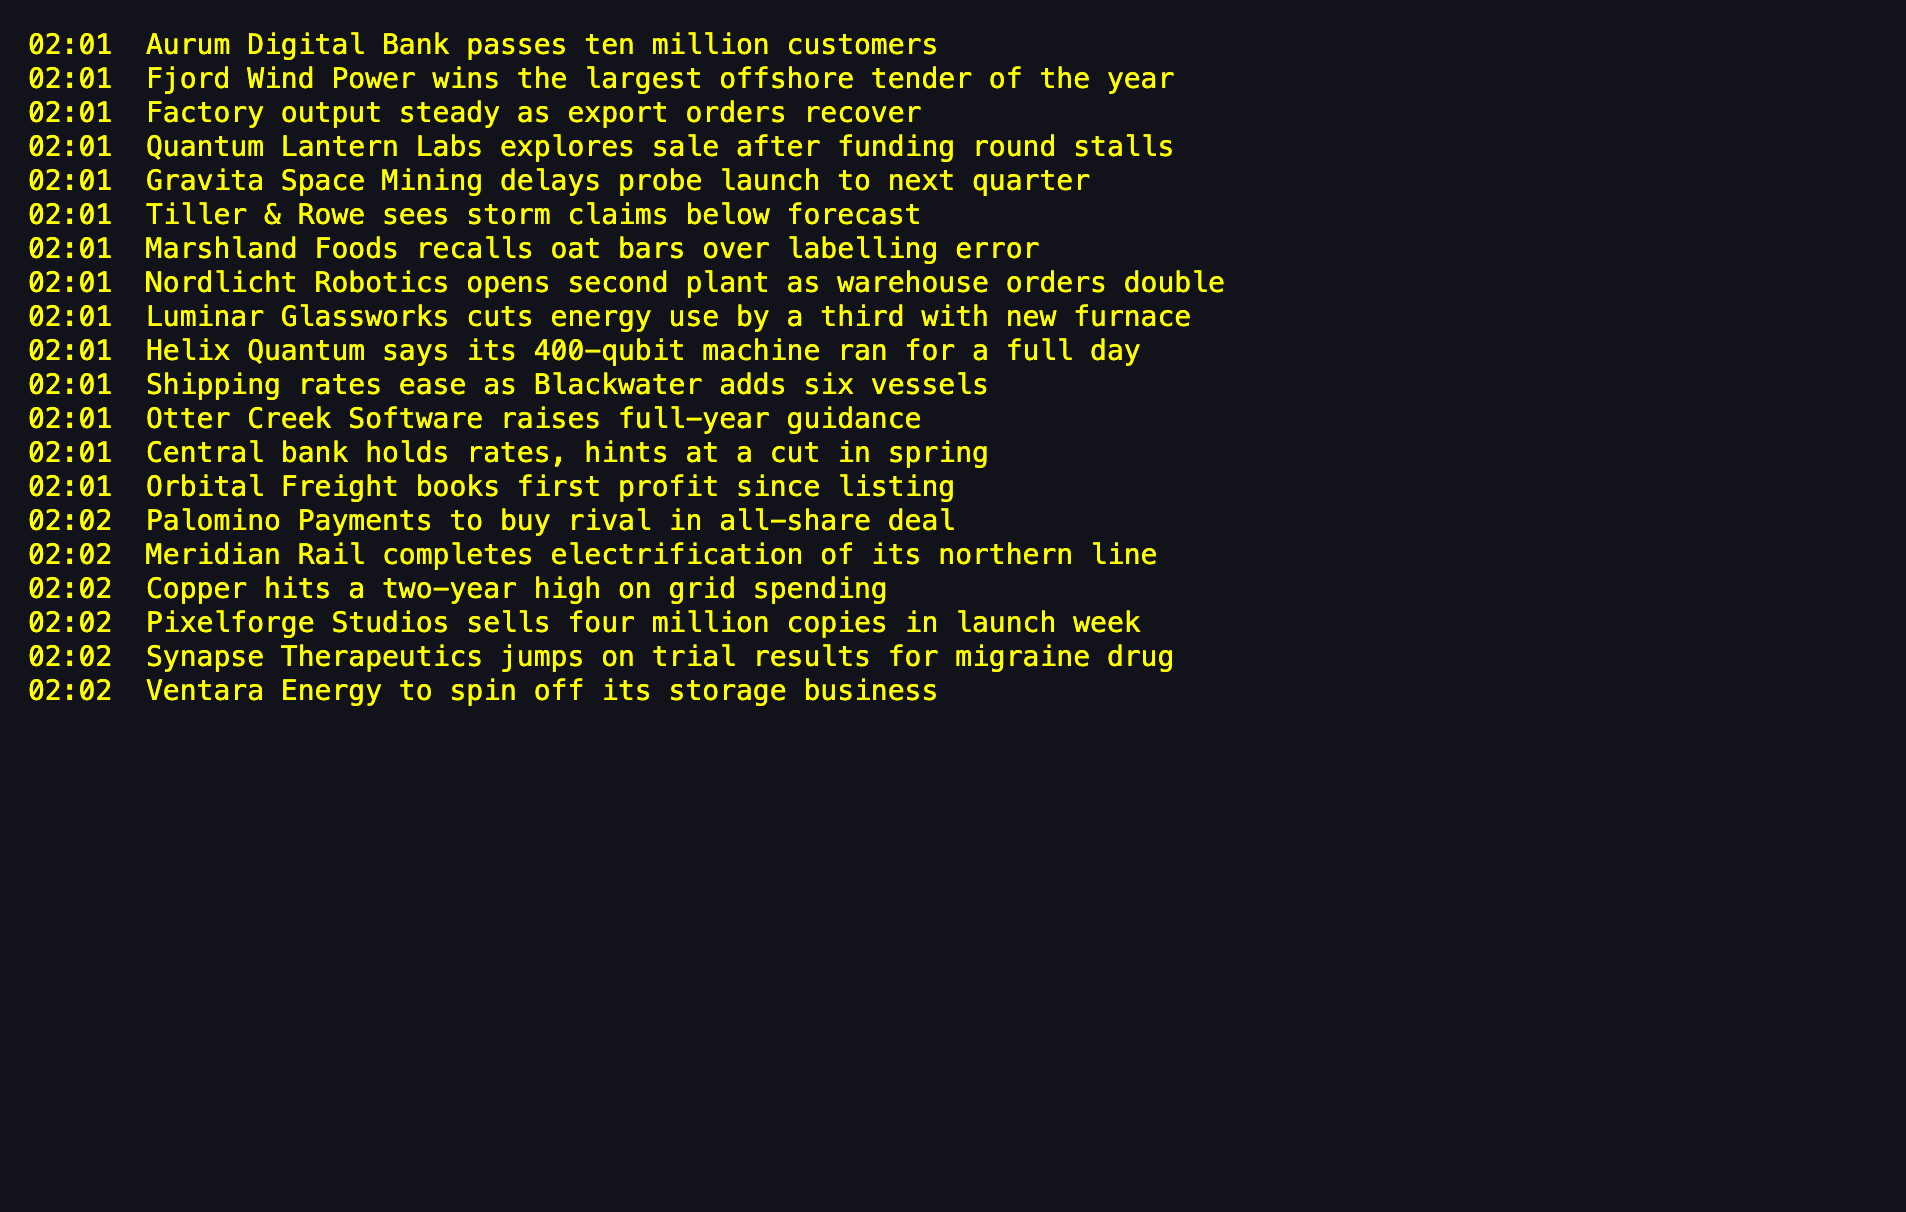 02:01  Aurum Digital Bank passes ten million customers
02:01  Fjord Wind Power wins the largest offshore tender of the year
02:01  Factory output steady as export orders recover
02:01  Quantum Lantern Labs explores sale after funding round stalls
02:01  Gravita Space Mining delays probe launch to next quarter
02:01  Tiller & Rowe sees storm claims below forecast
02:01  Marshland Foods recalls oat bars over labelling error
02:01  Nordlicht Robotics opens second plant as warehouse orders double
02:01  Luminar Glassworks cuts energy use by a third with new furnace
02:01  Helix Quantum says its 400-qubit machine ran for a full day
02:01  Shipping rates ease as Blackwater adds six vessels
02:01  Otter Creek Software raises full-year guidance
02:01  Central bank holds rates, hints at a cut in spring
02:01  Orbital Freight books first profit since listing
02:02  Palomino Payments to buy rival in all-share deal
02:02  Meridian Rail completes electrification of its northern line
02:02  Copper hits a two-year high on grid spending
02:02  Pixelforge Studios sells four million copies in launch week
02:02  Synapse Therapeutics jumps on trial results for migraine drug
02:02  Ventara Energy to spin off its storage business